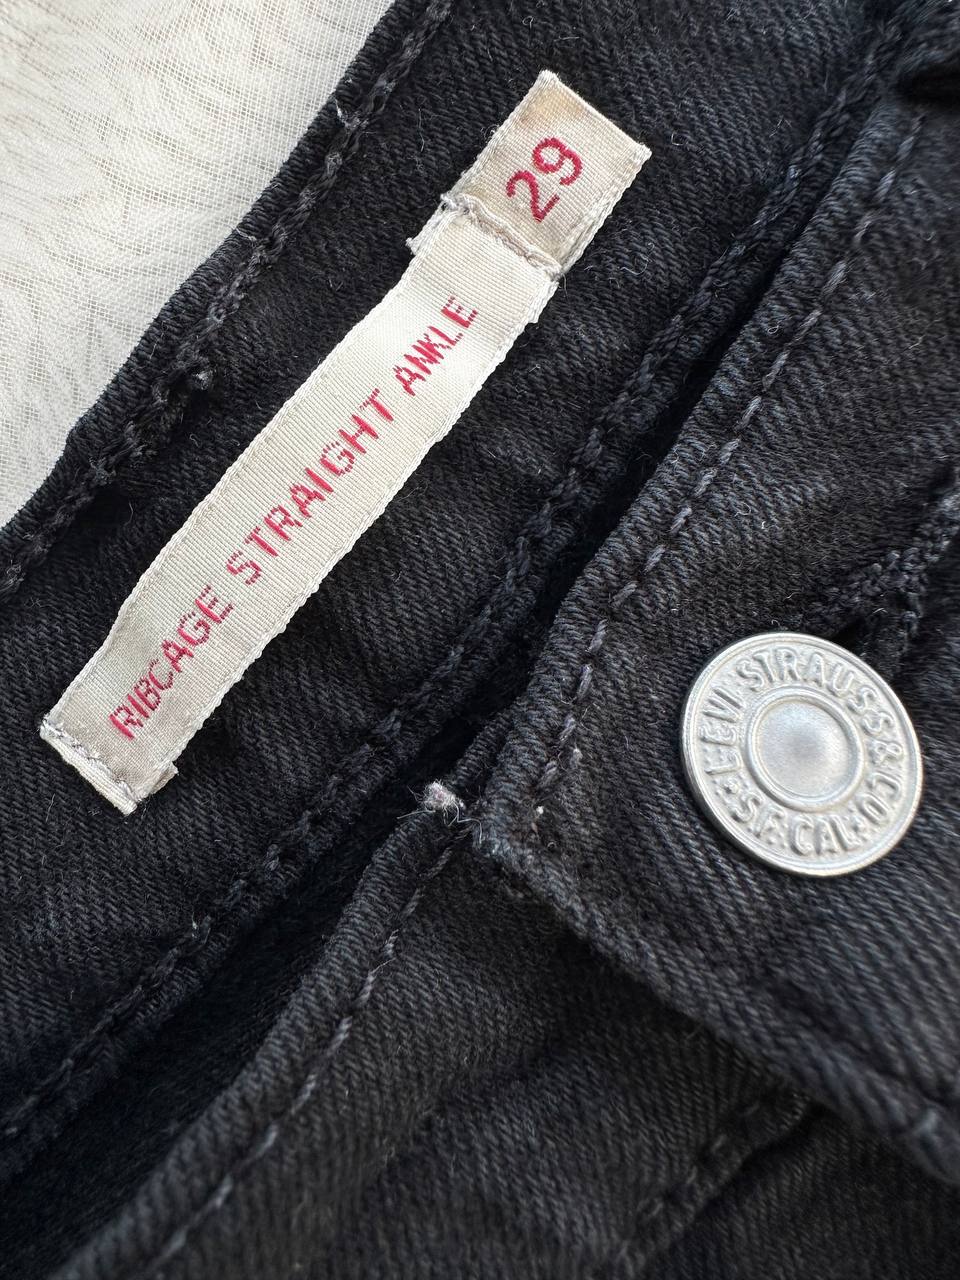 29
RIBCAGE STRAIGHT ANKLE
LEVI STRAUSS & CO
S.F. CAL.